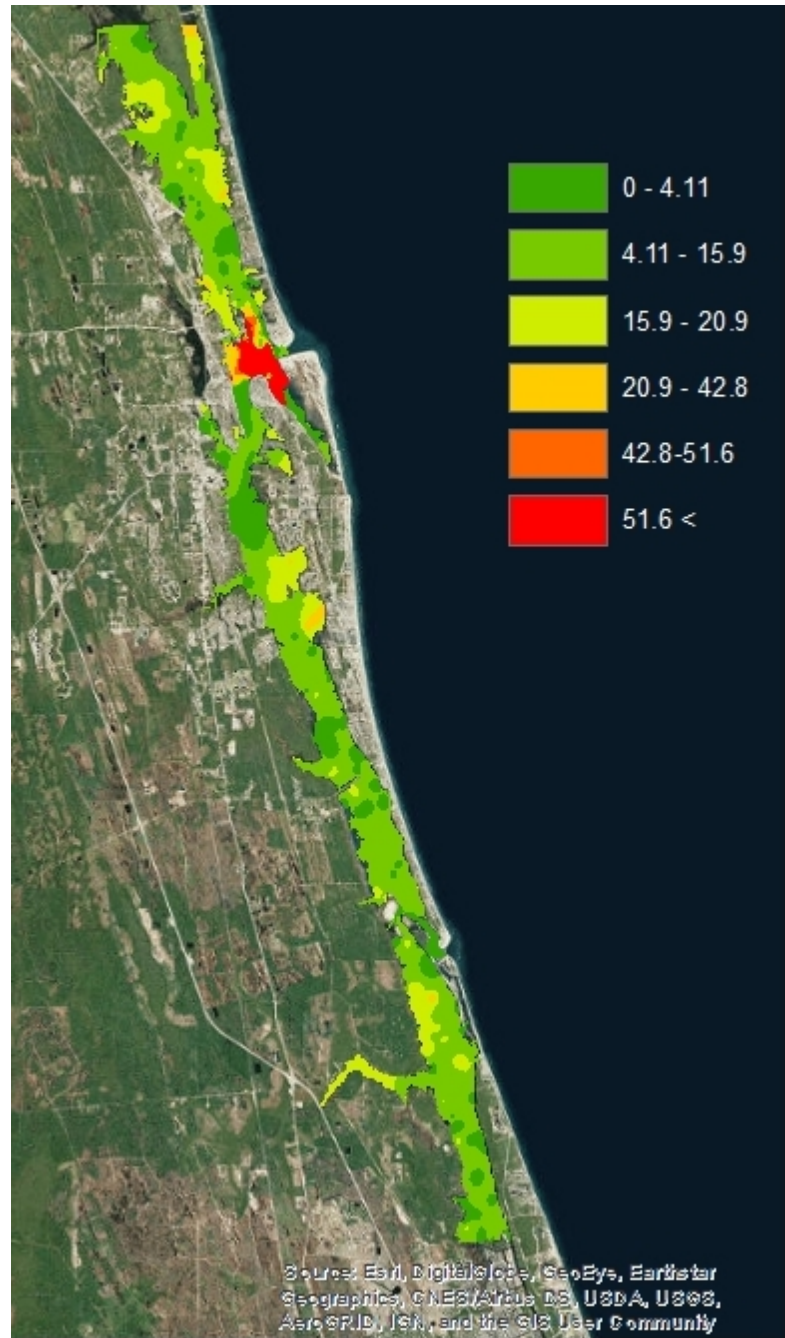 0 - 4.11
4.11 - 15.9
15.9 - 20.9
20.9 - 42.8
42.8-51.6
51.6 <
Source: Esri, DigitalGlobe, GeoEye, Earthstar
Geographics, CNES/Airbus DS, USDA, USGS,
AeroGRID, IGN, and the GIS User Community